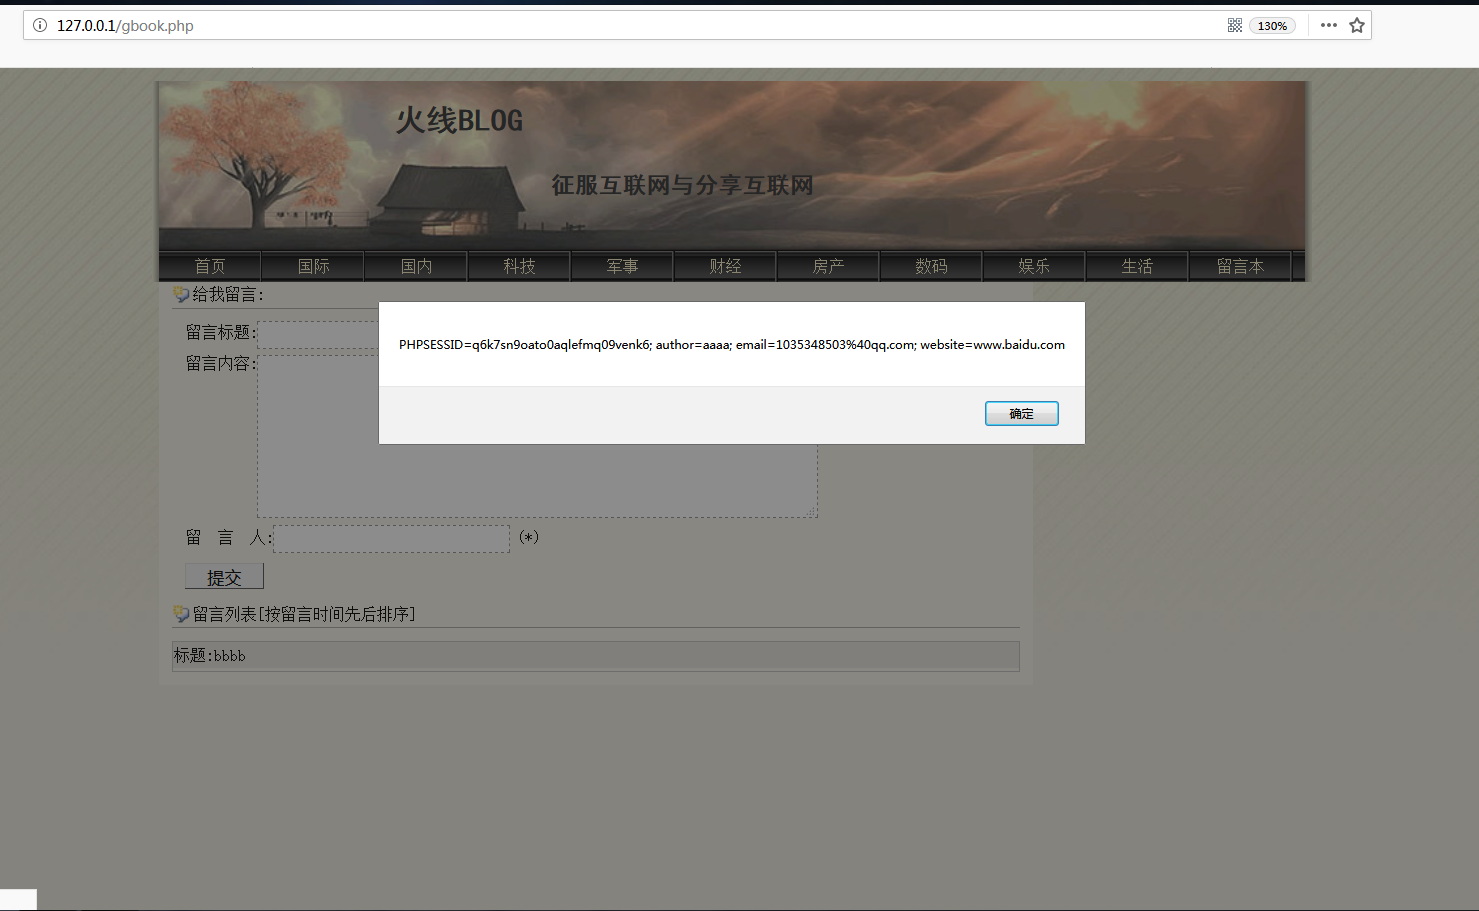 127.0.0.1/gbook.php
130%
火线BLOG
征服互联网与分享互联网
首页 国际 国内 科技 军事 财经 房产 数码 娱乐 生活 留言本
给我留言:
留言标题:
PHPSESSID=q6k7sn9oato0aqlefmq09venk6; author=aaaa; email=1035348503%40qq.com; website=www.baidu.com
留言内容:
确定
留 言 人: (*)
提交
留言列表[按留言时间先后排序]
标题:bbbb